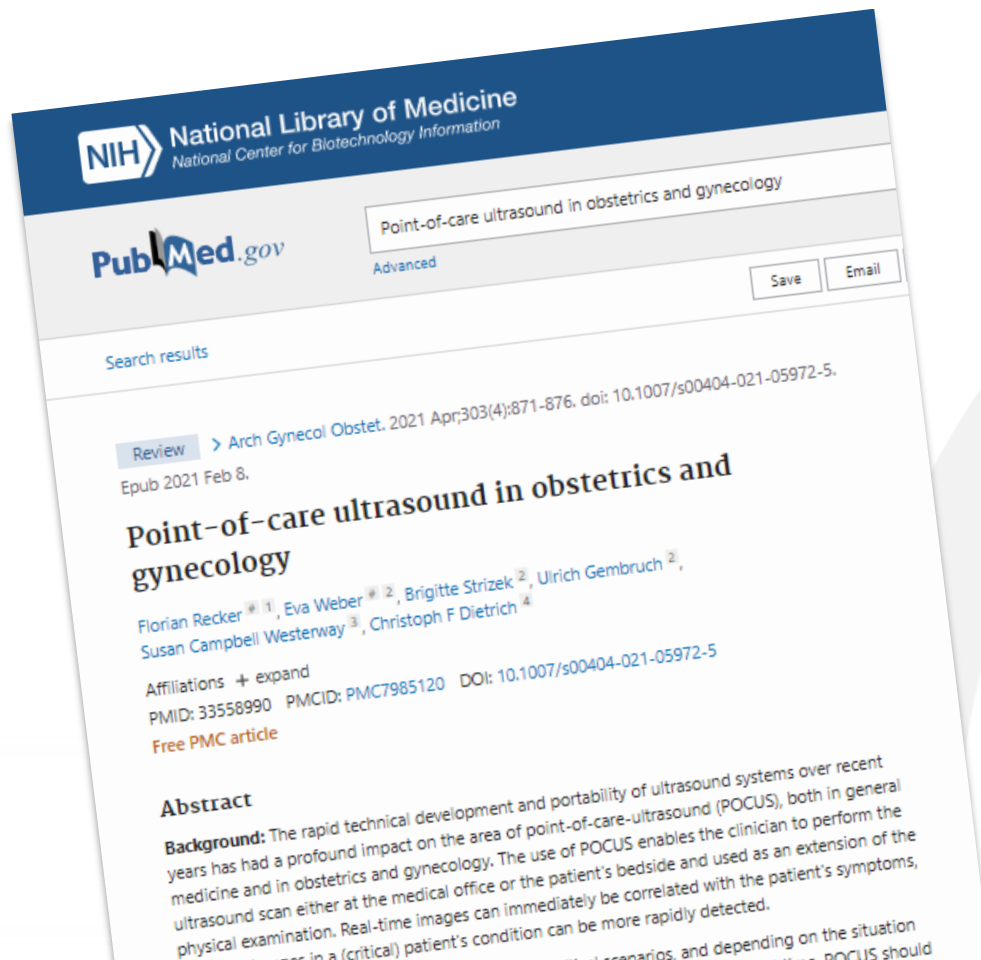 NIH National Library of Medicine
National Center for Biotechnology Information
PubMed.gov
Point-of-care ultrasound in obstetrics and gynecology
Advanced
Save Email
Search results
Review > Arch Gynecol Obstet. 2021 Apr;303(4):871-876. doi: 10.1007/s00404-021-05972-5.
Epub 2021 Feb 8.
Point-of-care ultrasound in obstetrics and
gynecology
Florian Recker # 1, Eva Weber # 2, Brigitte Strizek 2, Ulrich Gembruch 2,
Susan Campbell Westerway 3, Christoph F Dietrich 4
Affiliations + expand
PMID: 33558990 PMCID: PMC7985120 DOI: 10.1007/s00404-021-05972-5
Free PMC article
Abstract
Background: The rapid technical development and portability of ultrasound systems over recent
years has had a profound impact on the area of point-of-care-ultrasound (POCUS), both in general
medicine and in obstetrics and gynecology. The use of POCUS enables the clinician to perform the
ultrasound scan either at the medical office or the patient's bedside and used as an extension of the
physical examination. Real-time images can immediately be correlated with the patient's symptoms,
in a (critical) patient's condition can be more rapidly detected.
scenarios, and depending on the situation
POCUS should